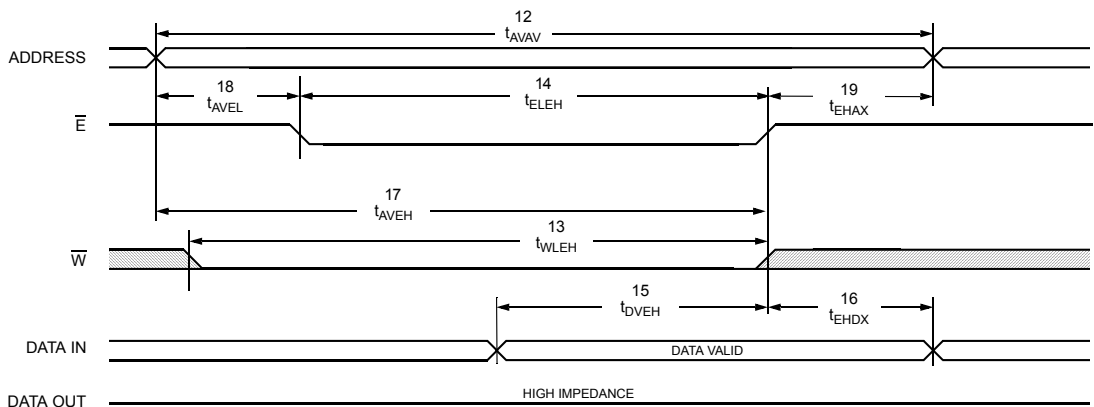 12
tAVAV
ADDRESS
18
tAVEL
14
tELEH
19
tEHAX
E
17
tAVEH
13
tWLEH
W
15
tDVEH
16
tEHDX
DATA IN
DATA VALID
DATA OUT
HIGH IMPEDANCE